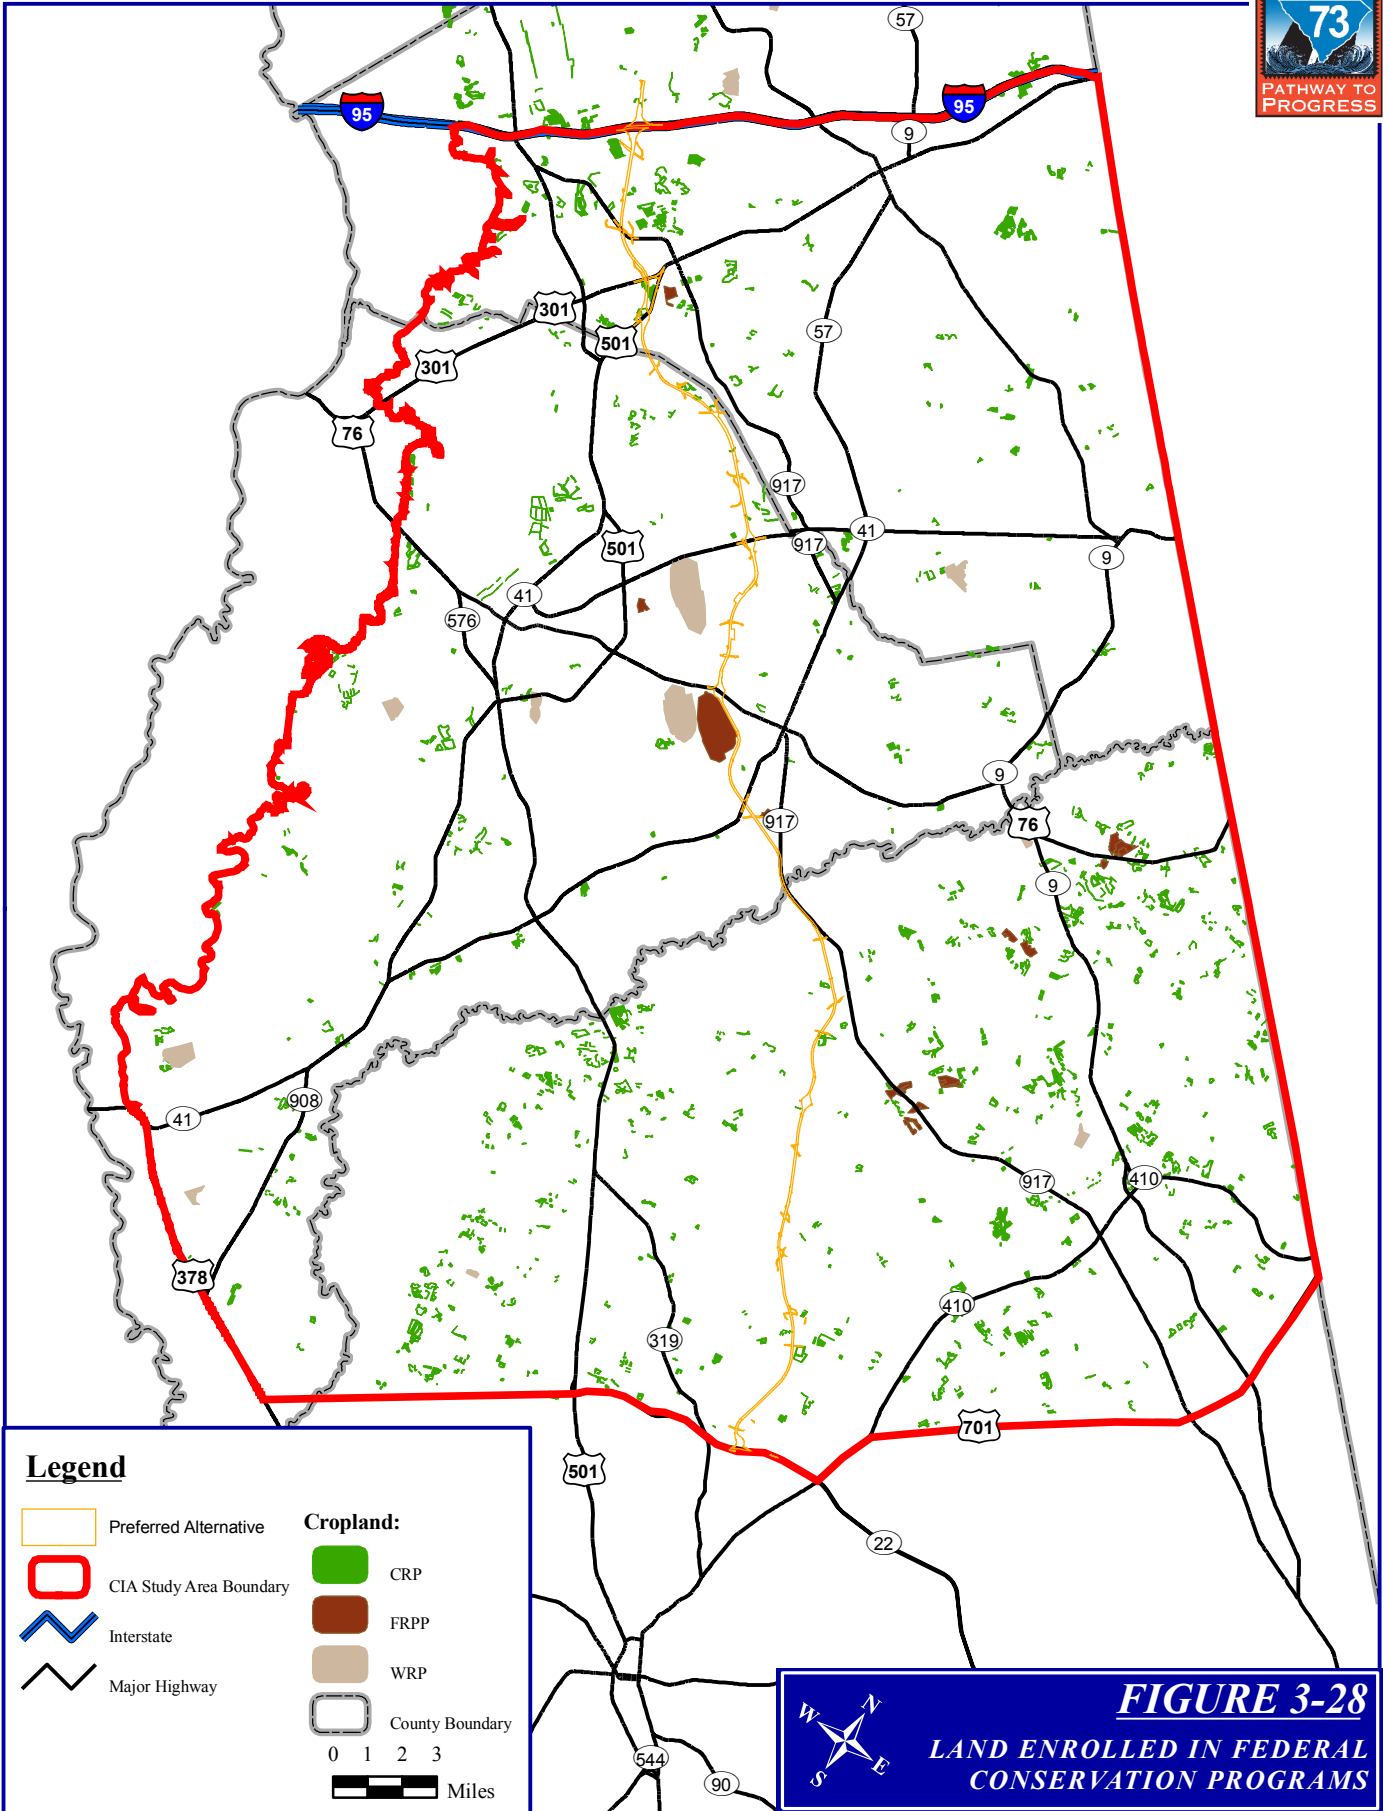 57
73
PATHWAY TO
PROGRESS
95
95
9
301
501
57
301
76
917
501
917
41
9
41
576
9
76
917
9
908
41
917
410
378
410
319
701
501
22
544
90
Legend
Preferred Alternative
CIA Study Area Boundary
Interstate
Major Highway
Cropland:
CRP
FRPP
WRP
County Boundary
0 1 2 3
Miles
N
W
E
S
FIGURE 3-28
LAND ENROLLED IN FEDERAL
CONSERVATION PROGRAMS